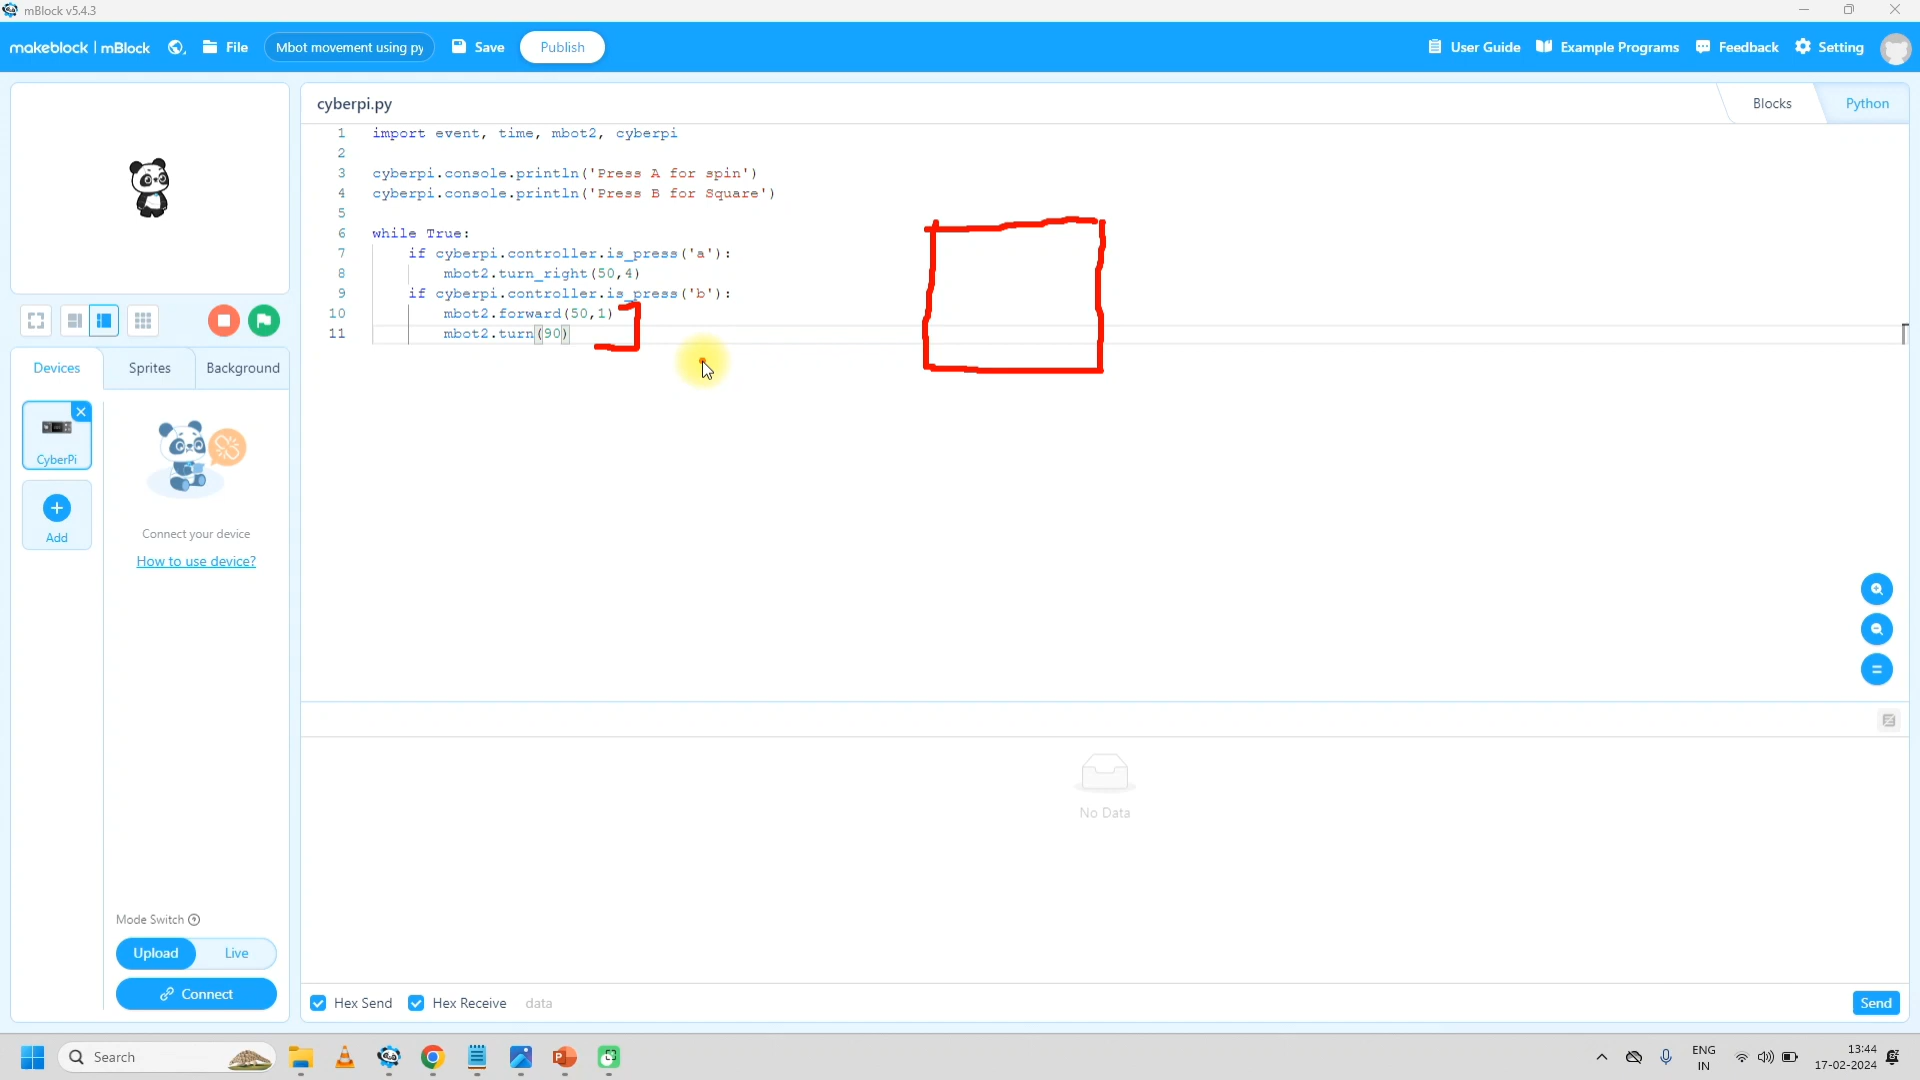 mBlock v5.4.3
makeblock | mBlock
File
Mbot movement using py
Save
Publish
User Guide
Example Programs
Feedback
Setting
cyberpi.py
Blocks
Python
1 import event, time, mbot2, cyberpi
2
3 cyberpi.console.println('Press A for spin')
4 cyberpi.console.println('Press B for Square')
5
6 while True:
7 if cyberpi.controller.is_press('a'):
8 mbot2.turn_right(50,4)
9 if cyberpi.controller.is_press('b'):
10 mbot2.forward(50,1)
11 mbot2.turn(90)
Devices
Sprites
Background
CyberPi
Add
Connect your device
How to use device?
Mode Switch
Upload
Live
Connect
No Data
Hex Send
Hex Receive
data
Send
Search
ENG
IN
13:44
17-02-2024